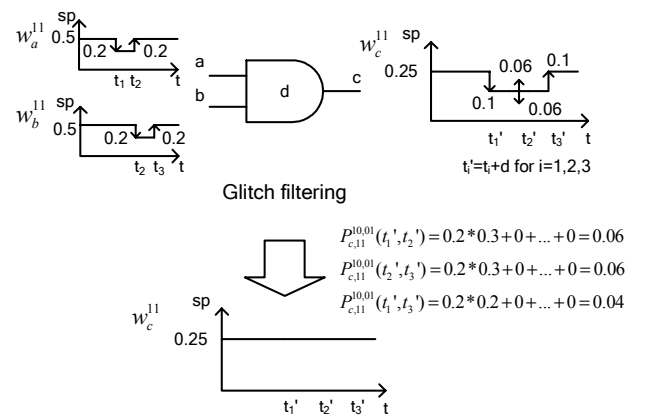 w_a^11 sp 0.5 0.2 0.2 t₁ t₂ t
w_b^11 sp 0.5 0.2 0.2 t₂ t₃ t
a b d c
w_c^11 sp 0.25 0.06 0.1 0.1 0.06 t₁' t₂' t₃' t
tᵢ'=tᵢ+d for i=1,2,3
Glitch filtering
P_{c,11}^{10,01}(t₁',t₂')=0.2*0.3+0+...+0=0.06
P_{c,11}^{10,01}(t₂',t₃')=0.2*0.3+0+...+0=0.06
P_{c,11}^{10,01}(t₁',t₃')=0.2*0.2+0+...+0=0.04
w_c^11 sp 0.25 t₁' t₂' t₃' t